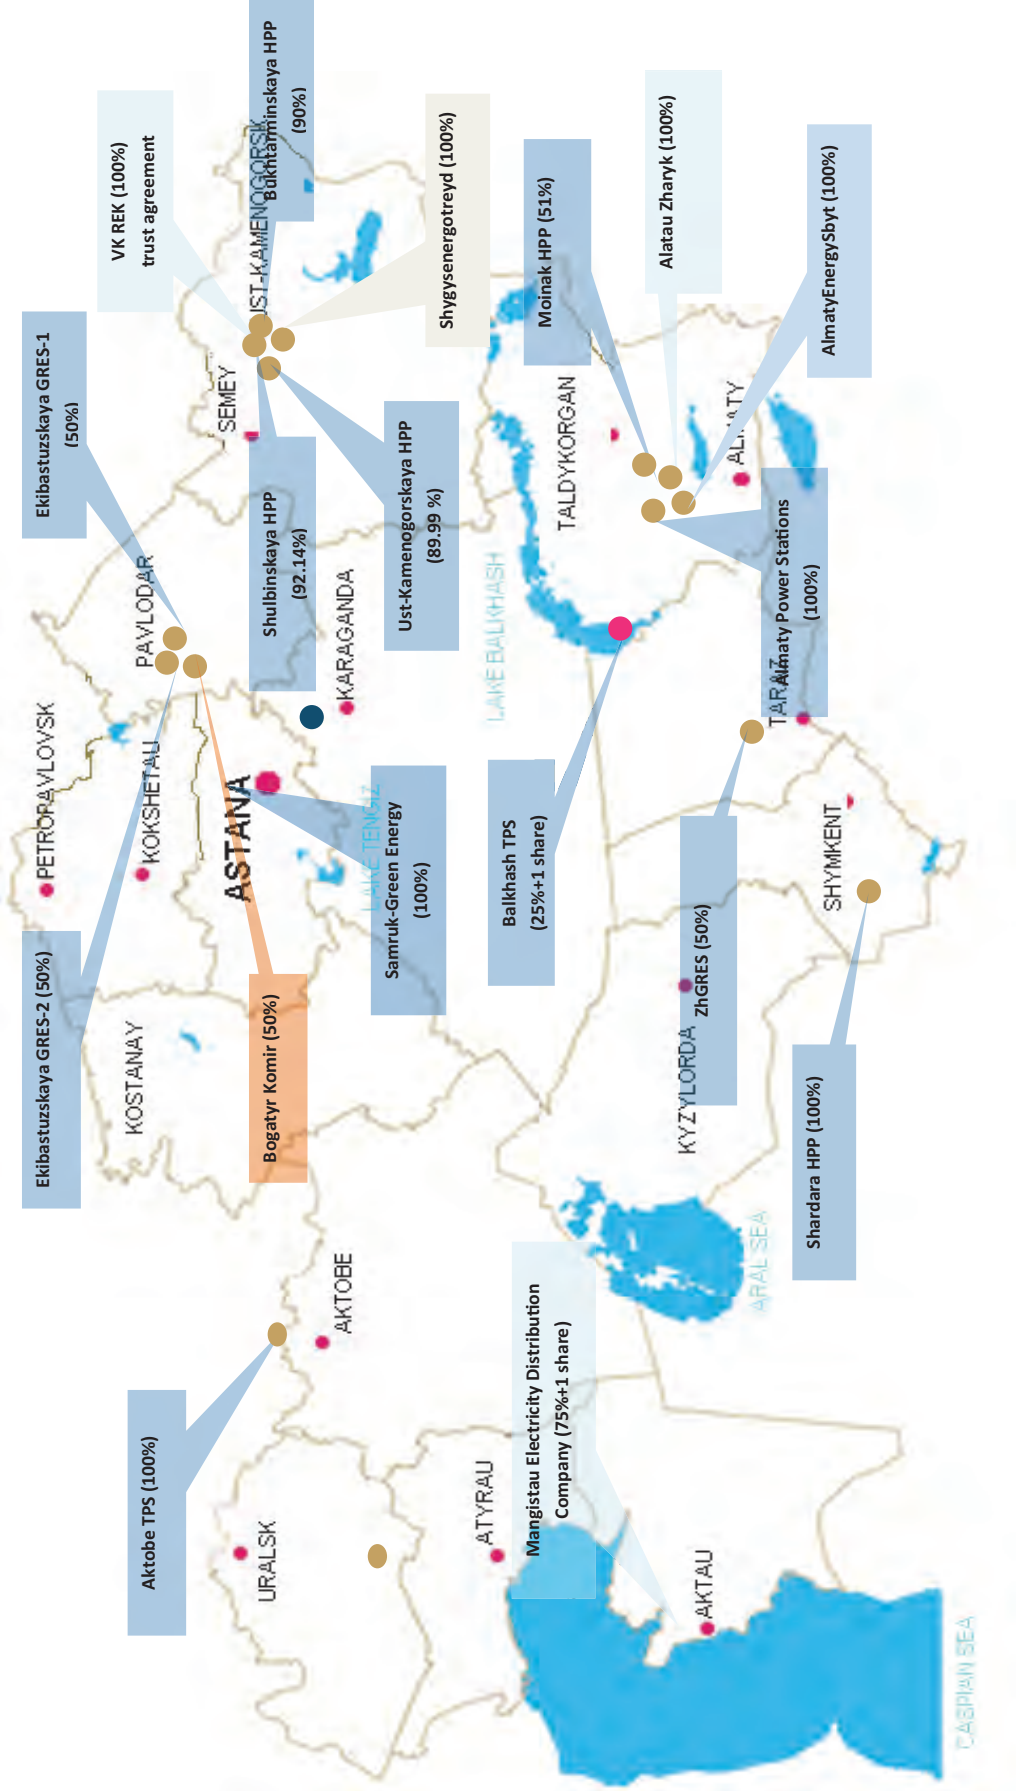 PETROPAVLOVSK
Ekibastuzskaya GRES-2 (50%)
KOKSHETAU
KOSTANAY
PAVLODAR
Ekibastuzskaya GRES-1
(50%)
VK REK (100%)
trust agreement
Aktobe TPS (100%)
URALSK
ASTANA
SEMEY
UST-KAMENOGORSK
Bukhtarminskaya HPP
(90%)
Bogatyr Komir (50%)
Shulbinskaya HPP
(92.14%)
AKTOBE
KARAGANDA
LAKE TENGIZ
Samruk-Green Energy
(100%)
Ust-Kamenogorskaya HPP
(89.99 %)
Shygysenergotreyd (100%)
ATYRAU
LAKE BALKHASH
Balkhash TPS
(25%+1 share)
Mangistau Electricity Distribution
Company (75%+1 share)
Moinak HPP (51%)
TALDYKORGAN
Alatau Zharyk (100%)
AKTAU
KYZYLORDA
ZhGRES (50%)
ALMATY
ARAL SEA
TARAZ
Almaty Power Stations
(100%)
AlmatyEnergySbyt (100%)
Shardara HPP (100%)
SHYMKENT
CASPIAN SEA